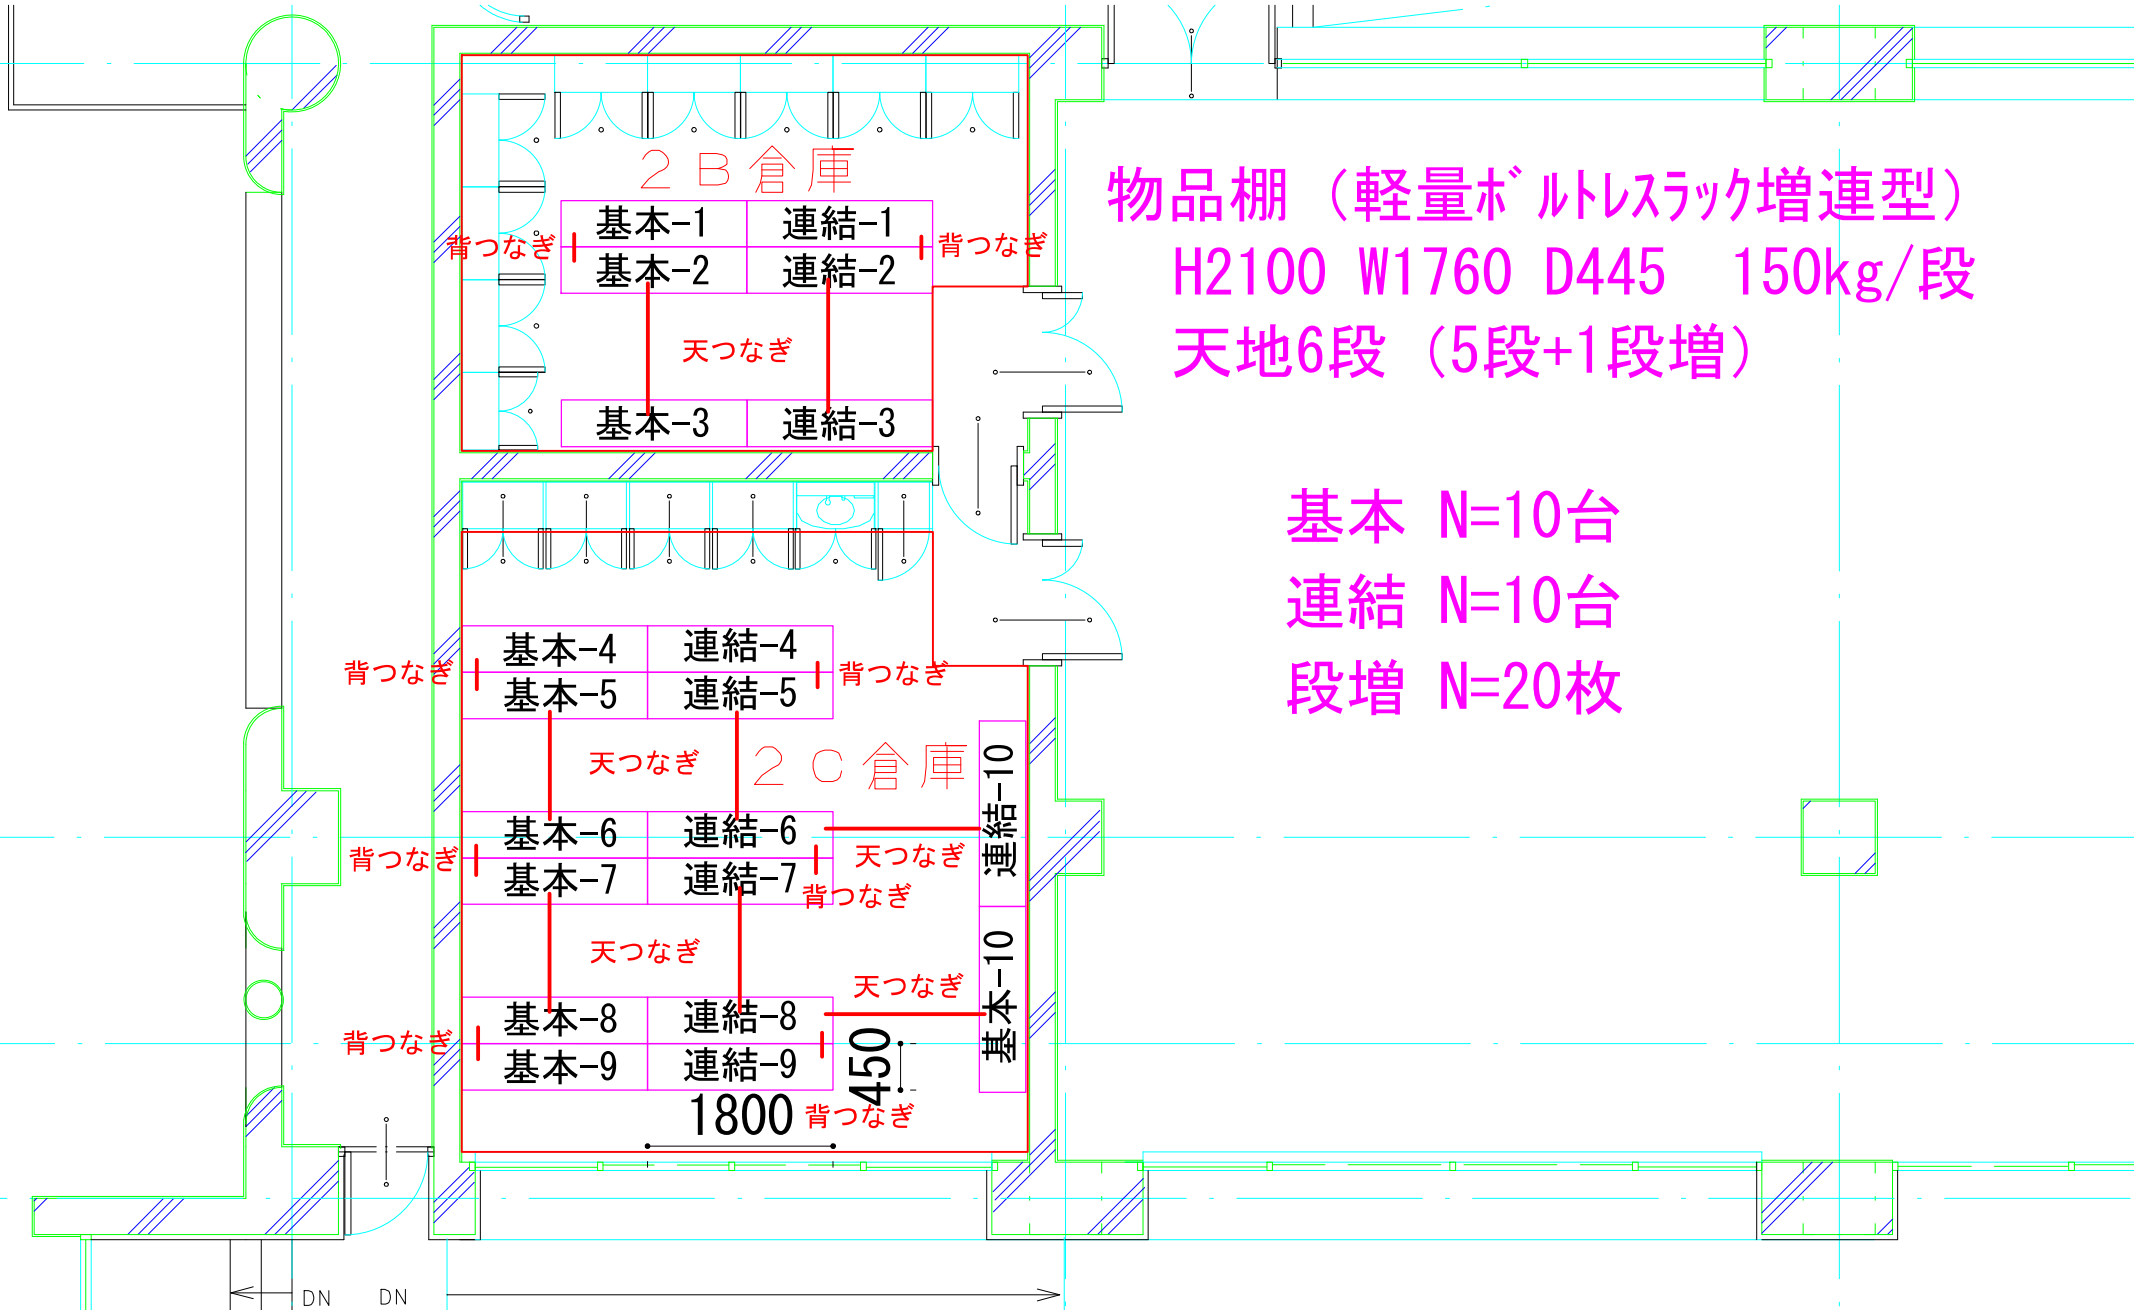 2B倉庫
基本-1 連結-1
背つなぎ 背つなぎ
基本-2 連結-2
天つなぎ
基本-3 連結-3
物品棚（軽量ﾎﾞﾙﾄﾚｽﾗｯｸ増連型）
H2100 W1760 D445 150kg/段
天地6段（5段+1段増）
基本 N=10台
連結 N=10台
段増 N=20枚
基本-4 連結-4
背つなぎ 背つなぎ
基本-5 連結-5
天つなぎ
2C倉庫
連結-10
基本-6 連結-6
背つなぎ 天つなぎ
基本-7 連結-7
背つなぎ
天つなぎ
天つなぎ
基本-10
基本-8 連結-8
背つなぎ
基本-9 連結-9
450
1800
背つなぎ
DN DN